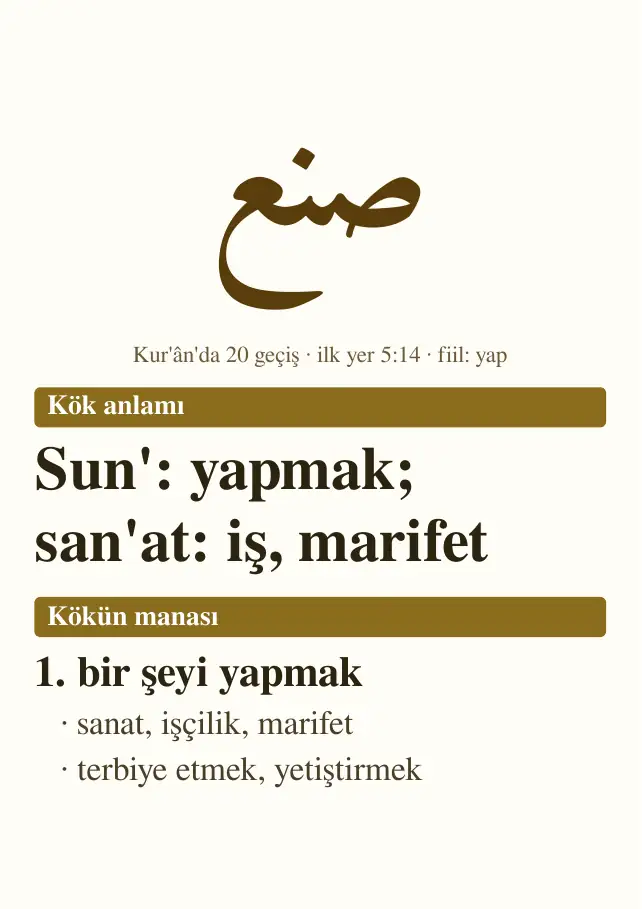 صنع
Kur'ân'da 20 geçiş · ilk yer 5:14 · fiil: yap
Kök anlamı
Sun': yapmak;
san'at: iş, marifet
Kökün manası
1. bir şeyi yapmak
· sanat, işçilik, marifet
· terbiye etmek, yetiştirmek